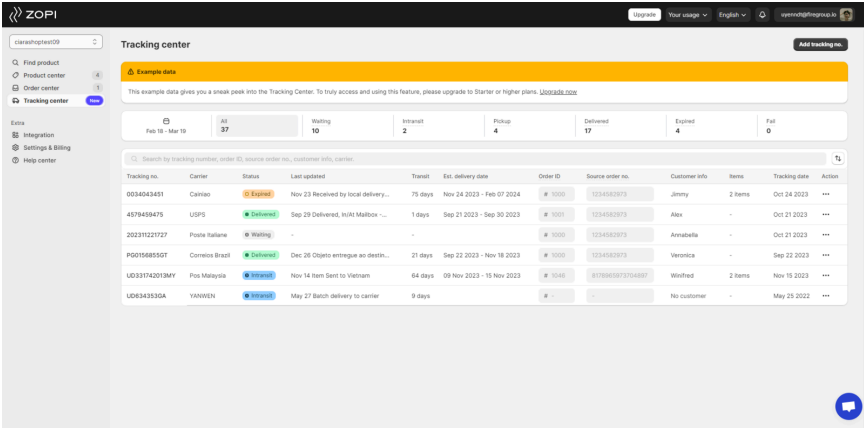 ZOPI
Upgrade Your usage English uyenndt@firegroup.io
ciarashoptest09
Find product
Product center 4
Order center 1
Tracking center New
Extra
Integration
Settings & Billing
Help center
Tracking center
Add tracking no.
Example data
This example data gives you a sneak peek into the Tracking Center. To truly access and using this feature, please upgrade to Starter or higher plans. Upgrade now
Feb 18 - Mar 19
All
37
Waiting
10
Intransit
2
Pickup
4
Delivered
17
Expired
4
Fail
0
Search by tracking number, order ID, source order no., customer info, carrier.
Tracking no. Carrier Status Last updated Transit Est. delivery date Order ID Source order no. Customer info Items Tracking date Action
0034043451 Cainiao Expired Nov 23 Received by local delivery... 75 days Nov 24 2023 - Feb 07 2024 # 1000 1234562973 Jimmy 2 items Oct 24 2023 •••
4579459475 USPS Delivered Sep 29 Delivered, In/At Mailbox -... 1 days Sep 21 2023 - Sep 30 2023 # 1001 1234562973 Alex - Oct 21 2023 •••
202311221727 Poste Italiane Waiting - - # 1000 1234562973 Annabella - Oct 21 2023 •••
PG0156855GT Correios Brazil Delivered Dec 26 Objeto entregue ao destin... 21 days Sep 22 2023 - Nov 18 2023 # 1000 1234562973 Veronica - Sep 22 2023 •••
UD331742013MY Pos Malaysia Intransit Nov 14 Item Sent to Vietnam 64 days 09 Nov 2023 - 15 Nov 2023 # 1046 8179965973704897 Winifred 2 items Nov 15 2023 •••
UD634353GA YANWEN Intransit May 27 Batch delivery to carrier 9 days # - - No customer - May 25 2022 •••